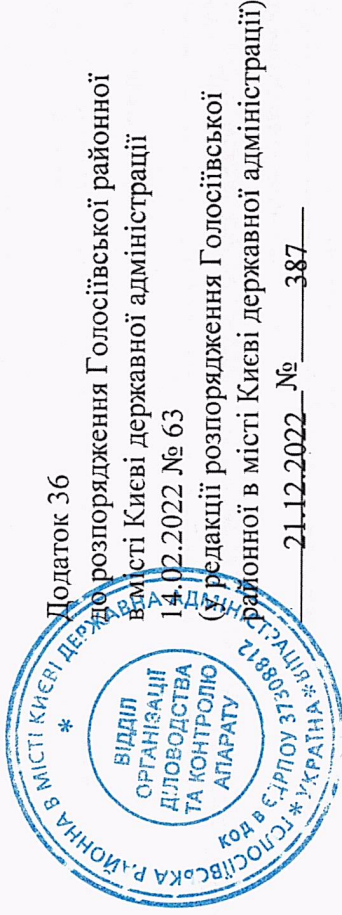 Додаток 36
до розпорядження Голосіївської районної
в місті Києві державної адміністрації
14.02.2022 № 63
(у редакції розпорядження Голосіївської
районної в місті Києві державної адміністрації)
21.12.2022 № 387
ГОЛОСІЇВСЬКА РАЙОННА В МІСТІ КИЄВІ ДЕРЖАВНА АДМІНІСТРАЦІЯ
* УКРАЇНА *
код в ЄДРПОУ 37308812
*
ВІДДІЛ
ОРГАНІЗАЦІЇ
ДІЛОВОДСТВА
ТА КОНТРОЛЮ
АПАРАТУ